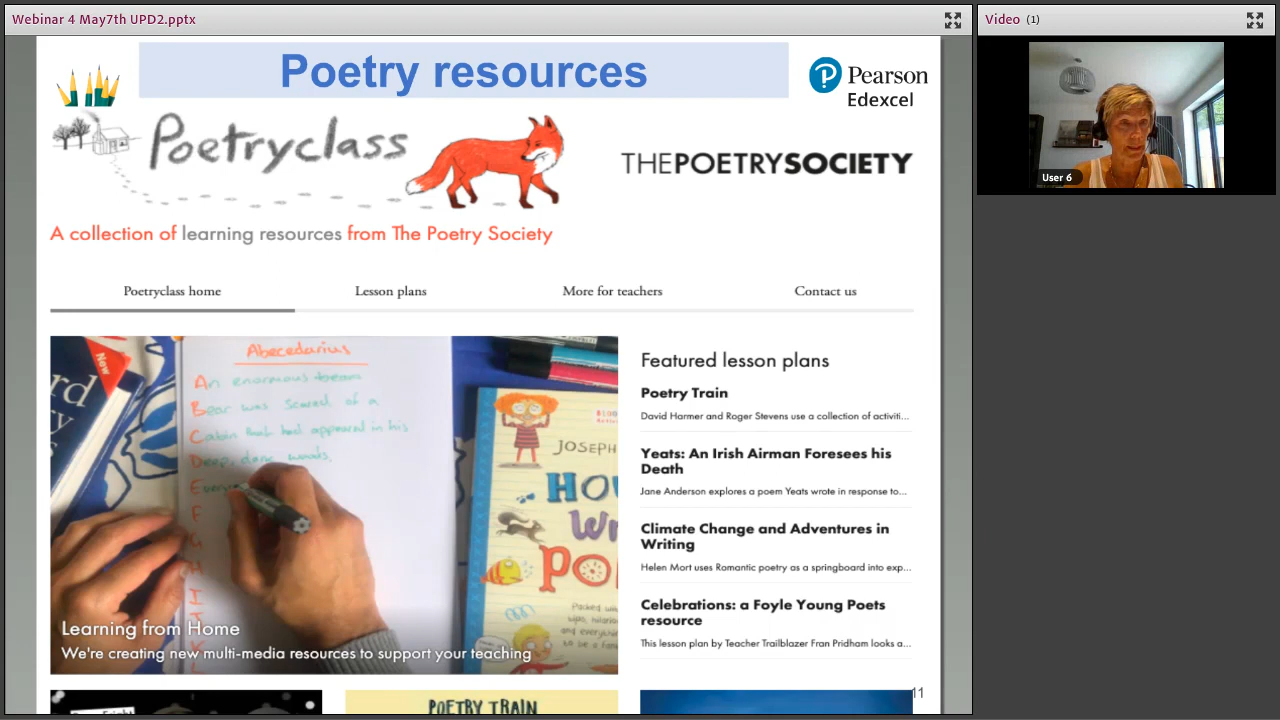 Webinar 4 May7th UPD2.pptx
Video (1)
Poetry resources
Pearson
Edexcel
Poetryclass
THEPOETRYSOCIETY
A collection of learning resources from The Poetry Society
Poetryclass home
Lesson plans
More for teachers
Contact us
New
Abecedarius
An enormous brown
Bear was scared of a
Cabin that had appeared in his
Deep, dark woods.
E
F
G
H
I
JOSEPH
HOW
PO
Learning from Home
We're creating new multi-media resources to support your teaching
Featured lesson plans
Poetry Train
David Harmer and Roger Stevens use a collection of activiti...
Yeats: An Irish Airman Foresees his
Death
Jane Anderson explores a poem Yeats wrote in response to...
Climate Change and Adventures in
Writing
Helen Mort uses Romantic poetry as a springboard into exp...
Celebrations: a Foyle Young Poets
resource
This lesson plan by Teacher Trailblazer Fran Pridham looks a...
POETRY TRAIN
11
User 6